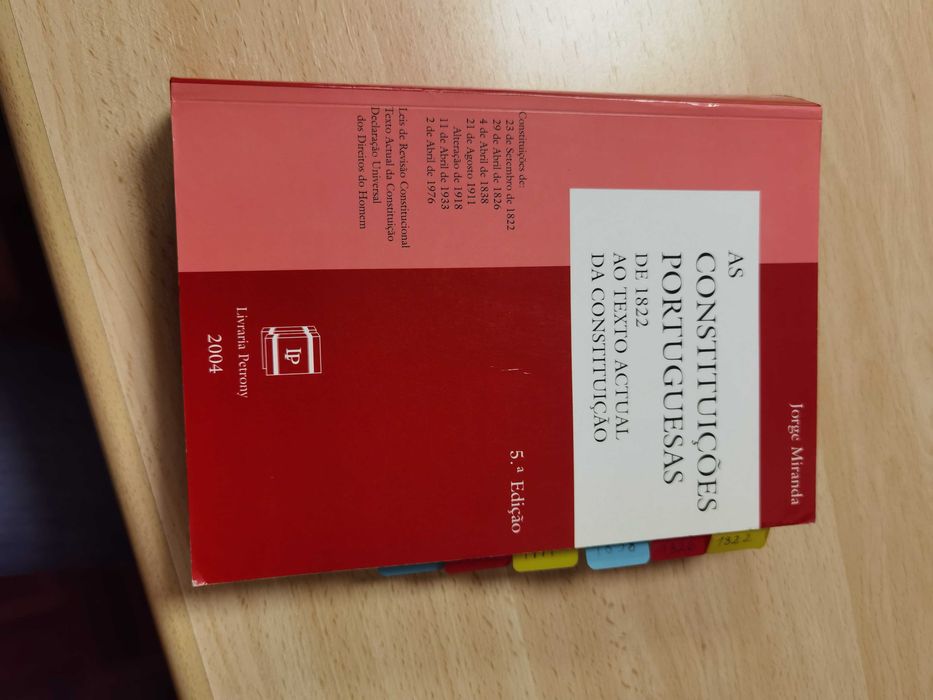 Jorge Miranda
AS
CONSTITUIÇÕES
PORTUGUESAS
DE 1822
AO TEXTO ACTUAL
DA CONSTITUIÇÃO
5.ª Edição
Constituições de:
23 de Setembro de 1822
29 de Abril de 1826
4 de Abril de 1838
21 de Agosto 1911
Alteração de 1918
11 de Abril de 1933
2 de Abril de 1976
Leis de Revisão Constitucional
Texto Actual da Constituição
Declaração Universal
dos Direitos do Homem
LP
Livraria Petrony
2004
1822
1826
1838